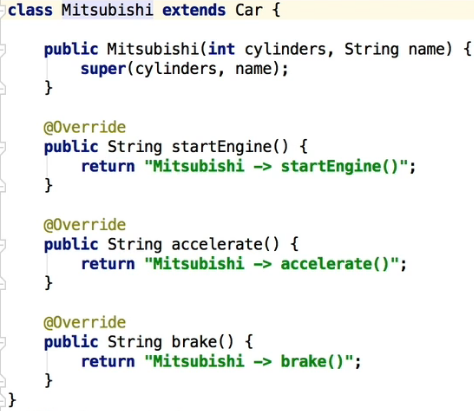 class Mitsubishi extends Car {
public Mitsubishi(int cylinders, String name) {
super(cylinders, name);
}
@Override
public String startEngine() {
return "Mitsubishi -> startEngine()";
}
@Override
public String accelerate() {
return "Mitsubishi -> accelerate()";
}
@Override
public String brake() {
return "Mitsubishi -> brake()";
}
}